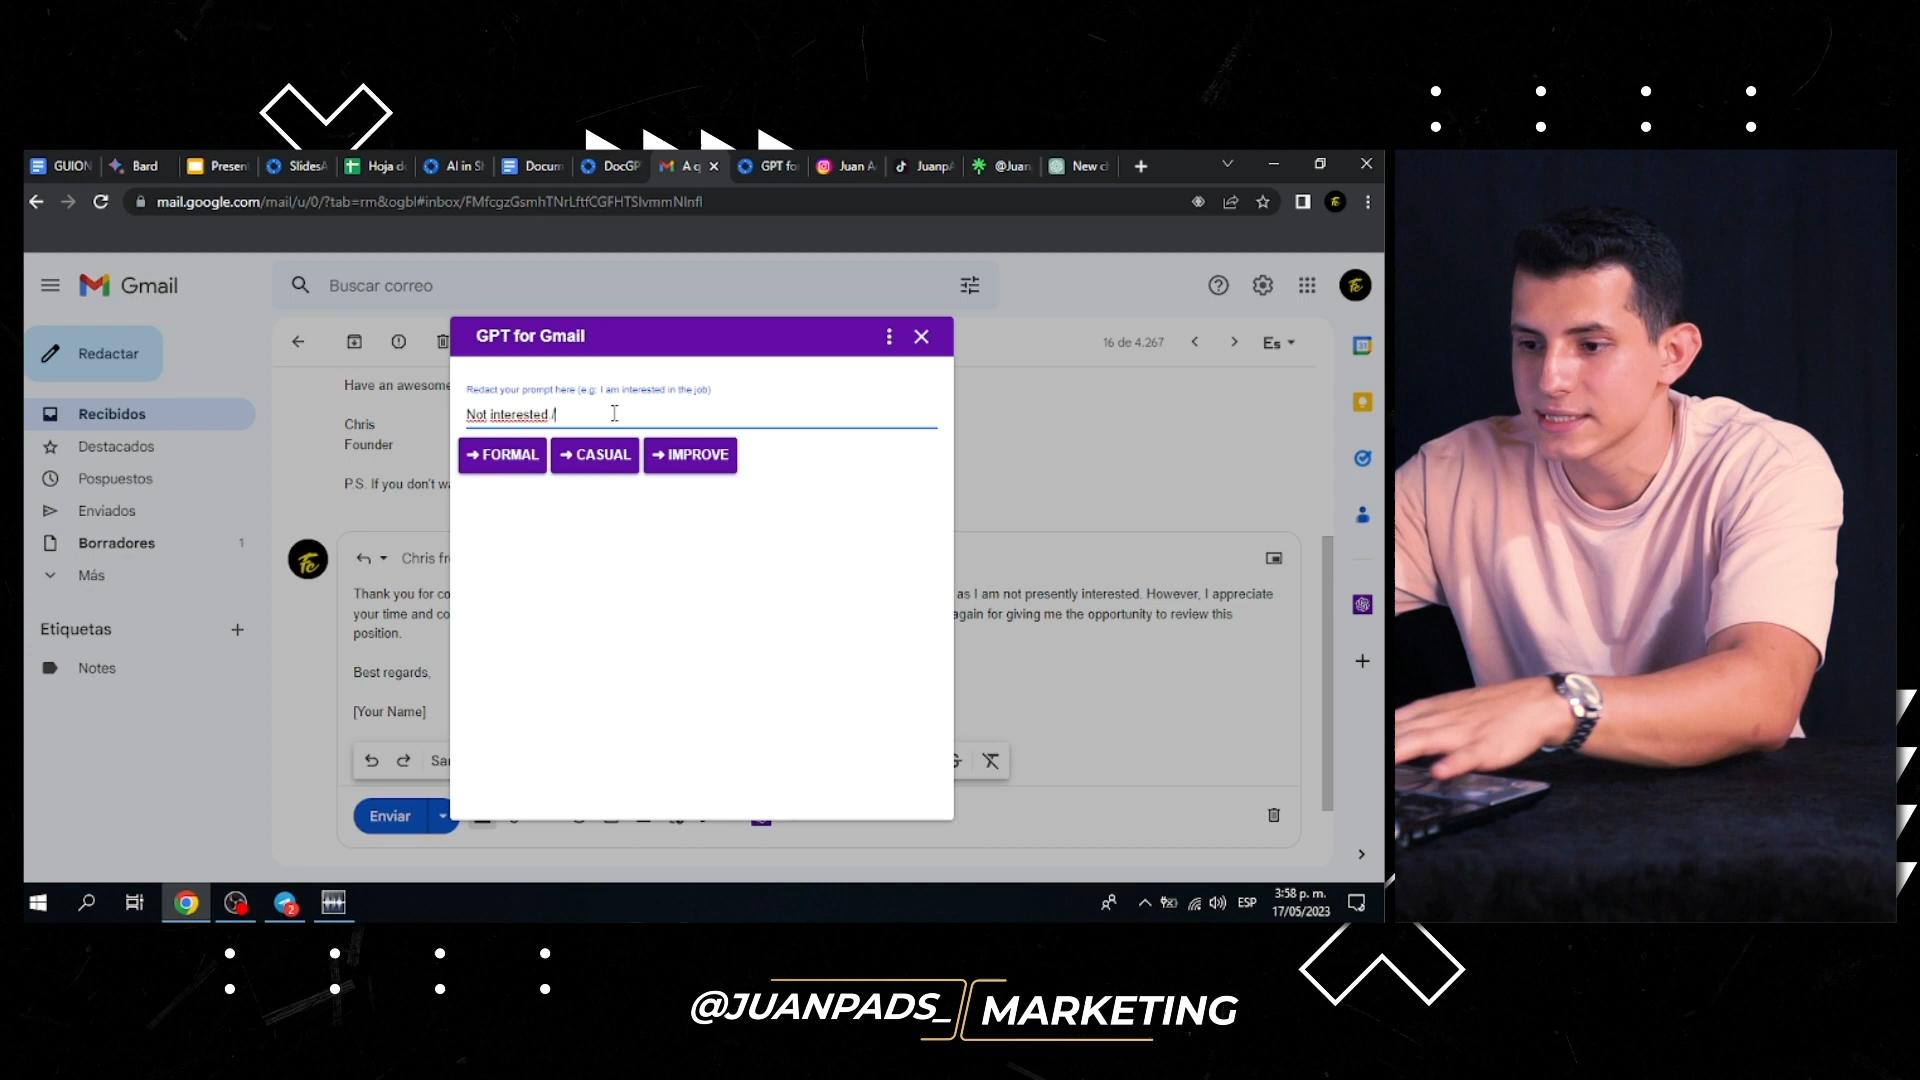 GUION
Bard
Presen
SlidesA
Hoja d
AI in S
Docum
DocGP
A q
GPT fo
Juan A
Juanp
@Juan
New c
mail.google.com/mail/u/0/?tab=rm&ogbl#inbox/FMfcgzGsmhTNrLftfCGFHTSlvmmNlnfl
Gmail
Buscar correo
Redactar
16 de 4.267
Es
Recibidos
Destacados
Pospuestos
Enviados
Borradores 1
Más
Etiquetas
Notes
Have an awesome
Chris
Founder
P.S. If you don't w
GPT for Gmail
Redact your prompt here (e.g: I am interested in the job)
Not interested /
FORMAL
CASUAL
IMPROVE
Chris fr
Thank you for co as I am not presently interested. However, I appreciate
your time and co again for giving me the opportunity to review this
position.
Best regards,
[Your Name]
Enviar
2
ESP
3:58 p. m.
17/05/2023
@JUANPADS_
MARKETING